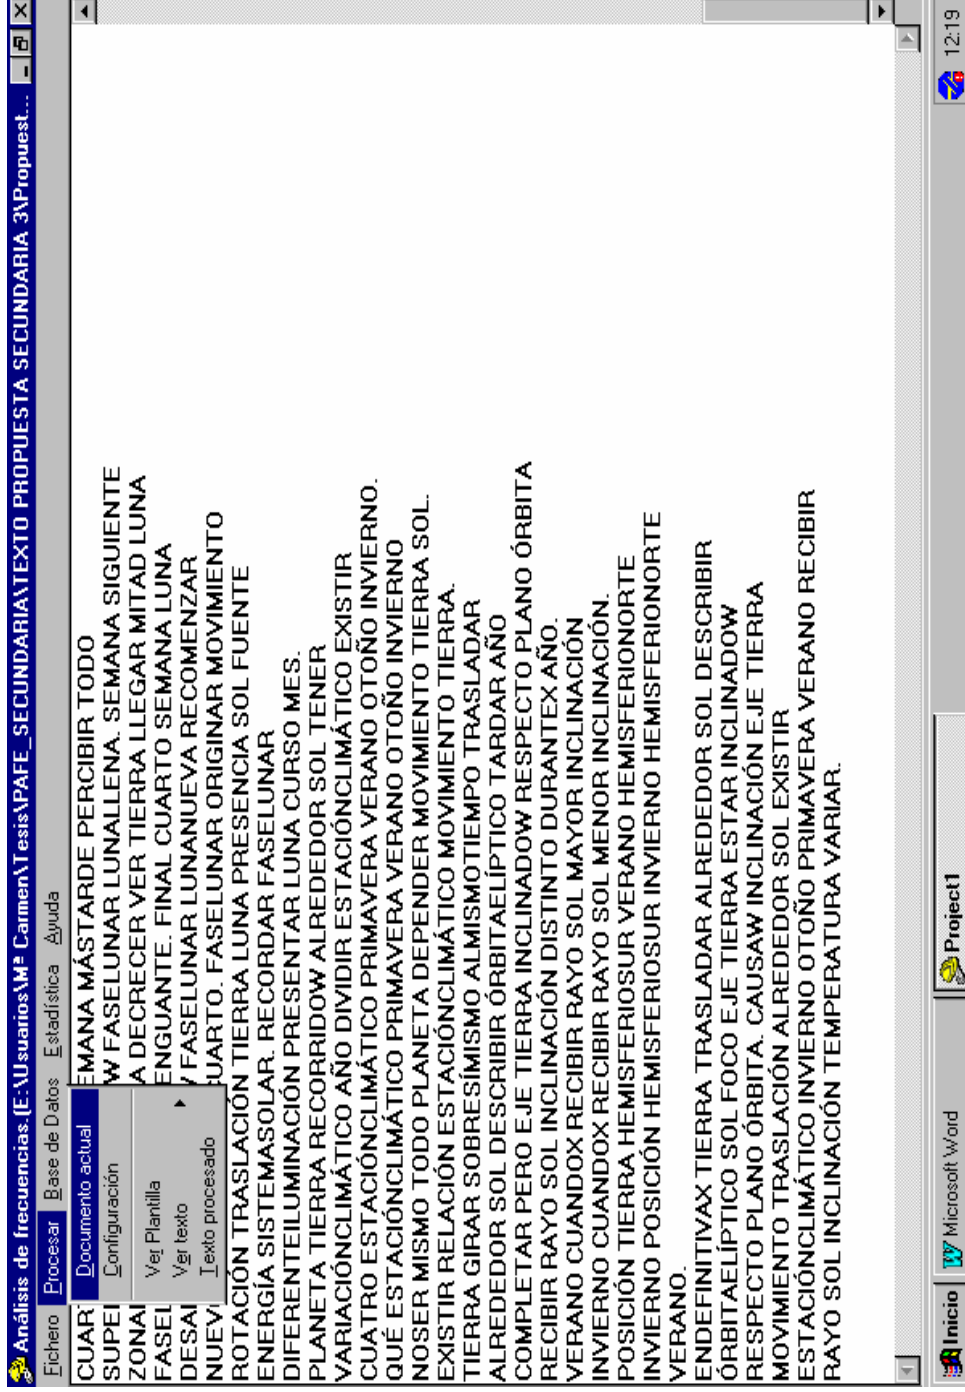 Análisis de frecuencias.(E:\Usuarios\Mª Carmen\Tesis\PAFE_SECUNDARIA\TEXTO PROPUESTA SECUNDARIA 3\Propuest...
Fichero Procesar Base de Datos Estadística Ayuda
Documento actual
Configuración
Ver Plantilla
Ver texto
Texto procesado
CUAR EMANA MÁSTARDE PERCIBIR TODO
SUPE W FASELUNAR LUNALLENA. SEMANA SIGUIENTE
ZONA A DECRECER VER TIERRA LLEGAR MITAD LUNA
FASEL ENGUANTE. FINAL CUARTO SEMANA LUNA
DESA FASELUNAR LUNANUEVA RECOMENZAR
NUEV CUARTO. FASELUNAR ORIGINAR MOVIMIENTO
ROTACIÓN TRASLACIÓN TIERRA LUNA PRESENCIA SOL FUENTE
ENERGÍA SISTEMASOLAR. RECORDAR FASELUNAR
DIFERENTEILUMINACIÓN PRESENTAR LUNA CURSO MES.
PLANETA TIERRA RECORRIDOW ALREDEDOR SOL TENER
VARIACIÓNCLIMÁTICO AÑO DIVIDIR ESTACIÓNCLIMÁTICO EXISTIR
CUATRO ESTACIÓNCLIMÁTICO PRIMAVERA VERANO OTOÑO INVIERNO.
QUÉ ESTACIÓNCLIMÁTICO PRIMAVERA VERANO OTOÑO INVIERNO
NOSER MISMO TODO PLANETA DEPENDER MOVIMIENTO TIERRA SOL.
EXISTIR RELACIÓN ESTACIÓNCLIMÁTICO MOVIMIENTO TIERRA.
TIERRA GIRAR SOBRESÍMISMO ALMISMOTIEMPO TRASLADAR
ALREDEDOR SOL DESCRIBIR ÓRBITAELÍPTICO TARDAR AÑO
COMPLETAR PERO EJE TIERRA INCLINADOW RESPECTO PLANO ÓRBITA
RECIBIR RAYO SOL INCLINACIÓN DISTINTO DURANTEX AÑO.
VERANO CUANDOX RECIBIR RAYO SOL MAYOR INCLINACIÓN
INVIERNO CUANDOX RECIBIR RAYO SOL MENOR INCLINACIÓN.
POSICIÓN TIERRA HEMISFERIOSUR VERANO HEMISFERIONORTE
INVIERNO POSICIÓN HEMISFERIOSUR INVIERNO HEMISFERIONORTE
VERANO.
ENDEFINITIVAX TIERRA TRASLADAR ALREDEDOR SOL DESCRIBIR
ÓRBITAELÍPTICO SOL FOCO EJE TIERRA ESTAR INCLINADOW
RESPECTO PLANO ÓRBITA. CAUSAW INCLINACIÓN EJE TIERRA
MOVIMIENTO TRASLACIÓN ALREDEDOR SOL EXISTIR
ESTACIÓNCLIMÁTICO INVIERNO OTOÑO PRIMAVERA VERANO RECIBIR
RAYO SOL INCLINACIÓN TEMPERATURA VARIAR.
Inicio Microsoft Word Project1 12:19